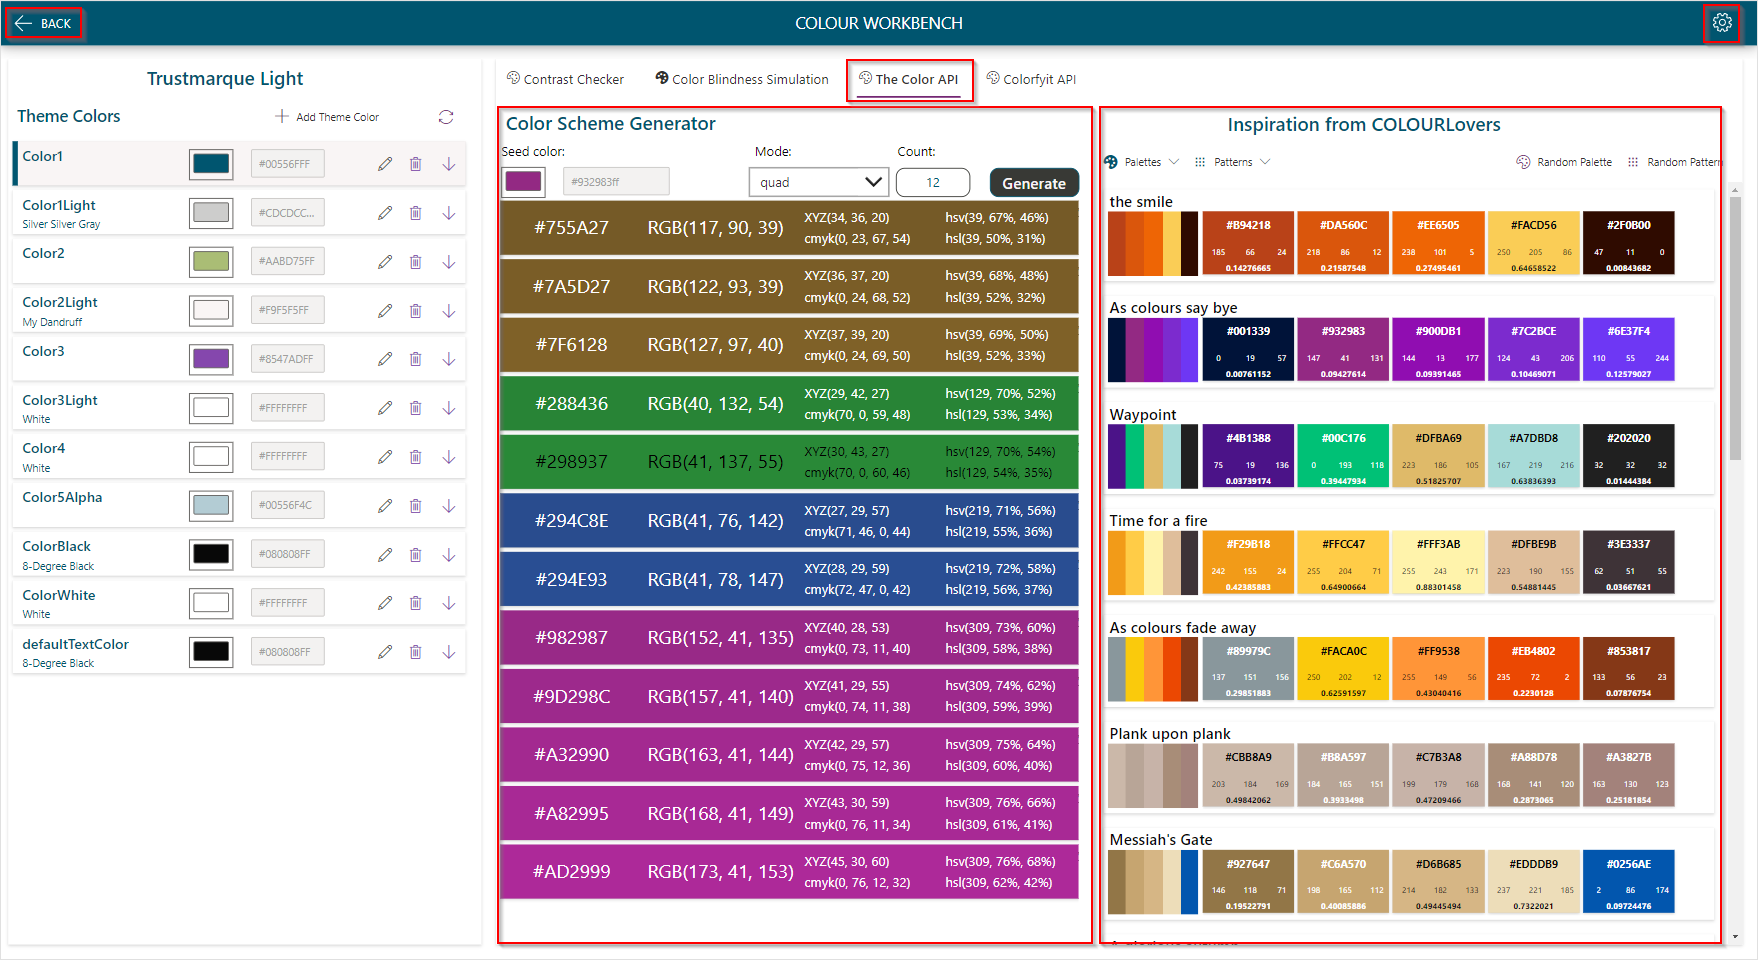 BACK
COLOUR WORKBENCH
Trustmarque Light
Theme Colors
Add Theme Color
Color1
#00556FFF
Color1Light
Silver Silver Gray
#CDCDCC...
Color2
#AABD75FF
Color2Light
My Dandruff
#F9F5F5FF
Color3
#8547ADFF
Color3Light
White
#FFFFFFFF
Color4
White
#FFFFFFFF
Color5Alpha
#00556F4C
ColorBlack
8-Degree Black
#080808FF
ColorWhite
White
#FFFFFFFF
defaultTextColor
8-Degree Black
#080808FF
Contrast Checker
Color Blindness Simulation
The Color API
Colorfyit API
Color Scheme Generator
Seed color:
Mode:
Count:
#932983ff
quad
12
Generate
#755A27 RGB(117, 90, 39) XYZ(34, 36, 20) hsv(39, 67%, 46%)
cmyk(0, 23, 67, 54) hsl(39, 50%, 31%)
#7A5D27 RGB(122, 93, 39) XYZ(36, 37, 20) hsv(39, 68%, 48%)
cmyk(0, 24, 68, 52) hsl(39, 52%, 32%)
#7F6128 RGB(127, 97, 40) XYZ(37, 39, 20) hsv(39, 69%, 50%)
cmyk(0, 24, 69, 50) hsl(39, 52%, 33%)
#288436 RGB(40, 132, 54) XYZ(29, 42, 27) hsv(129, 70%, 52%)
cmyk(70, 0, 59, 48) hsl(129, 53%, 34%)
#298937 RGB(41, 137, 55) XYZ(30, 43, 27) hsv(129, 70%, 54%)
cmyk(70, 0, 60, 46) hsl(129, 54%, 35%)
#294C8E RGB(41, 76, 142) XYZ(27, 29, 57) hsv(219, 71%, 56%)
cmyk(71, 46, 0, 44) hsl(219, 55%, 36%)
#294E93 RGB(41, 78, 147) XYZ(28, 29, 59) hsv(219, 72%, 58%)
cmyk(72, 47, 0, 42) hsl(219, 56%, 37%)
#982987 RGB(152, 41, 135) XYZ(40, 28, 53) hsv(309, 73%, 60%)
cmyk(0, 73, 11, 40) hsl(309, 58%, 38%)
#9D298C RGB(157, 41, 140) XYZ(41, 29, 55) hsv(309, 74%, 62%)
cmyk(0, 74, 11, 38) hsl(309, 59%, 39%)
#A32990 RGB(163, 41, 144) XYZ(42, 29, 57) hsv(309, 75%, 64%)
cmyk(0, 75, 12, 36) hsl(309, 60%, 40%)
#A82995 RGB(168, 41, 149) XYZ(43, 30, 59) hsv(309, 76%, 66%)
cmyk(0, 76, 11, 34) hsl(309, 61%, 41%)
#AD2999 RGB(173, 41, 153) XYZ(45, 30, 60) hsv(309, 76%, 68%)
cmyk(0, 76, 12, 32) hsl(309, 62%, 42%)
Inspiration from COLOURLovers
Palettes Patterns Random Palette Random Pattern
the smile
#B94218 #DA560C #EE6505 #FACD56 #2F0B00
185 66 24 218 86 12 238 101 5 250 205 86 47 11 0
0.14276665 0.21587548 0.27495461 0.64658522 0.00843682
As colours say bye
#001339 #932983 #900DB1 #7C2BCE #6E37F4
0 19 57 147 41 131 144 13 177 124 43 206 110 55 244
0.00761152 0.09427614 0.09391465 0.10469071 0.12579027
Waypoint
#4B1388 #00C176 #DFBA69 #A7DBD8 #202020
75 19 136 0 193 118 223 186 105 167 219 216 32 32 32
0.03739174 0.39447934 0.51825707 0.63836393 0.01444384
Time for a fire
#F29B18 #FFCC47 #FFF3AB #DFBE9B #3E3337
242 155 24 255 204 71 255 243 171 223 190 155 62 51 55
0.42385883 0.64900664 0.88301458 0.54881445 0.03667621
As colours fade away
#89979C #FACA0C #FF9538 #EB4802 #853817
137 151 156 250 202 12 255 149 56 235 72 2 133 56 23
0.29851883 0.62591597 0.43040416 0.2230128 0.07876754
Plank upon plank
#CBB8A9 #B8A597 #C7B3A8 #A88D78 #A3827B
203 184 169 184 165 151 199 179 168 168 141 120 163 130 123
0.49842062 0.3933498 0.47209466 0.2873065 0.25181854
Messiah's Gate
#927647 #C6A570 #D6B685 #EDDDB9 #0256AE
146 118 71 198 165 112 214 182 133 237 221 185 2 86 174
0.19522791 0.40085886 0.49445494 0.7322021 0.09724476